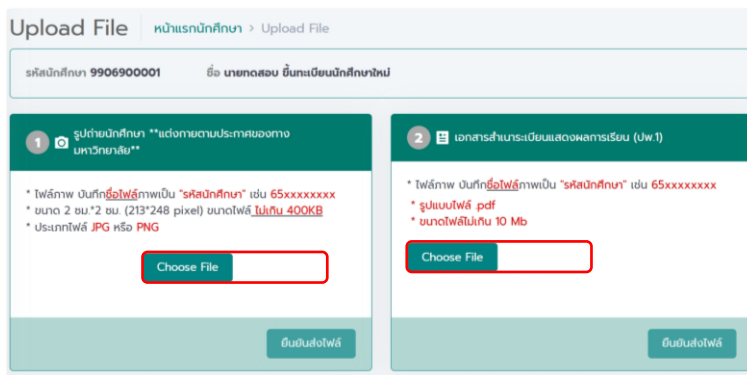 Upload File หน้าแรกนักศึกษา > Upload File
รหัสนักศึกษา 9906900001 ชื่อ นายทดสอบ ขึ้นทะเบียนนักศึกษาใหม่
1 รูปถ่ายนักศึกษา **แต่งกายตามประกาศของทาง
มหาวิทยาลัย**
* ไฟล์ภาพ บันทึกชื่อไฟล์ภาพเป็น "รหัสนักศึกษา" เช่น 65xxxxxxxx
* ขนาด 2 ซม.*2 ซม. (213*248 pixel) ขนาดไฟล์ ไม่เกิน 400KB
* ประเภทไฟล์ JPG หรือ PNG
Choose File
ยืนยันส่งไฟล์
2 เอกสารสำเนาระเบียนแสดงผลการเรียน (ปพ.1)
* ไฟล์ภาพ บันทึกชื่อไฟล์ภาพเป็น "รหัสนักศึกษา" เช่น 65xxxxxxxx
* รูปแบบไฟล์ .pdf
* ขนาดไฟล์ไม่เกิน 10 Mb
Choose File
ยืนยันส่งไฟล์